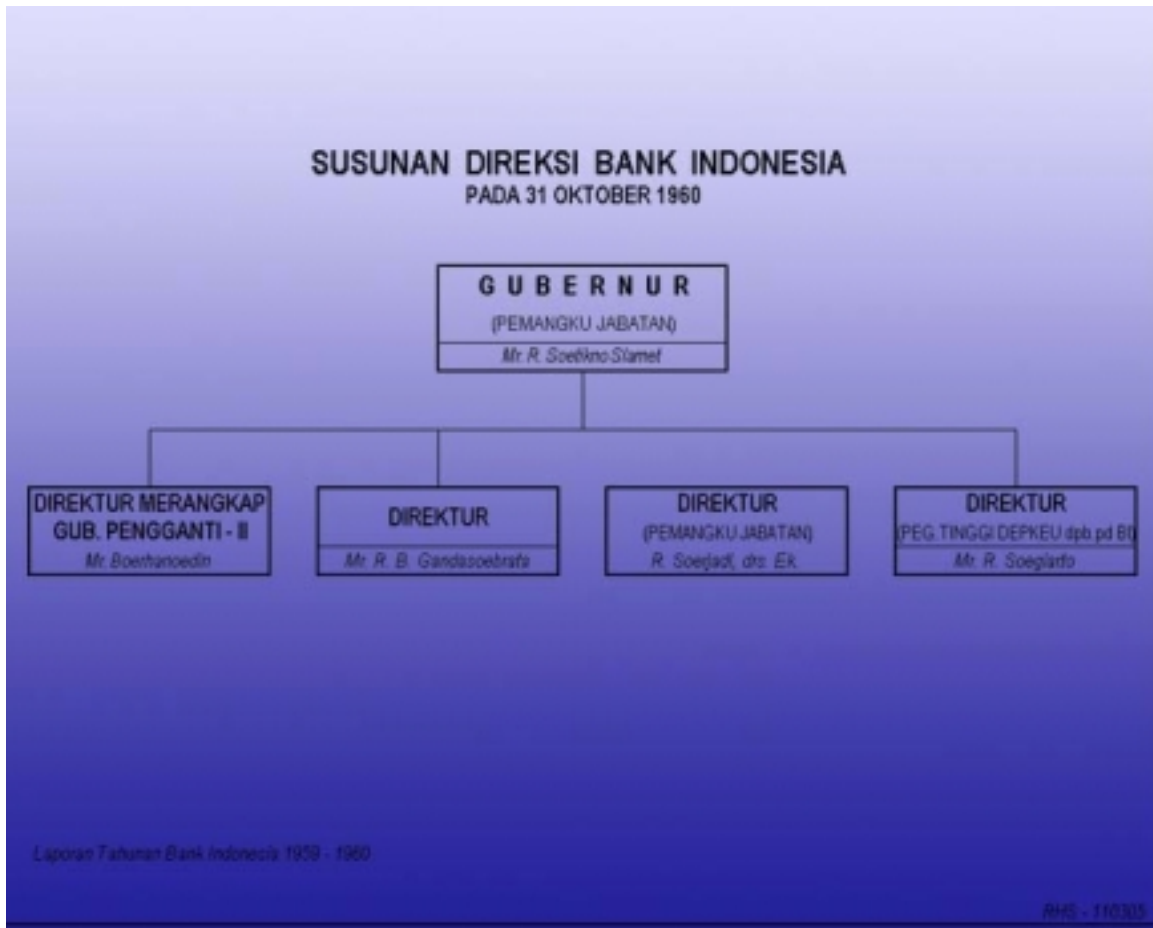 SUSUNAN DIREKSI BANK INDONESIA
PADA 31 OKTOBER 1960
GUBERNUR
(PEMANGKU JABATAN)
Mr. R. Soetikno Slamet
DIREKTUR MERANGKAP
GUB. PENGGANTI - II
Mr. Boerhanoedin
DIREKTUR
Mr. R. B. Gandasoebrata
DIREKTUR
(PEMANGKU JABATAN)
R. Soerjadi, drs. Ek.
DIREKTUR
(PEG. TINGGI DEPKEU dpb pd BI)
Mr. R. Soegiarto
Laporan Tahunan Bank Indonesia 1959 - 1960
RHS - 110305